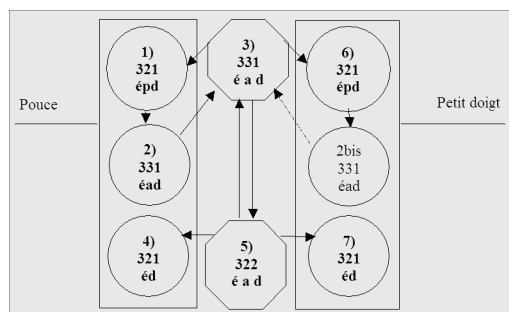 Pouce
1)
321
épd
2)
331
éad
4)
321
éd
3)
331
é a d
5)
322
é a d
6)
321
épd
2bis
331
éad
7)
321
éd
Petit doigt